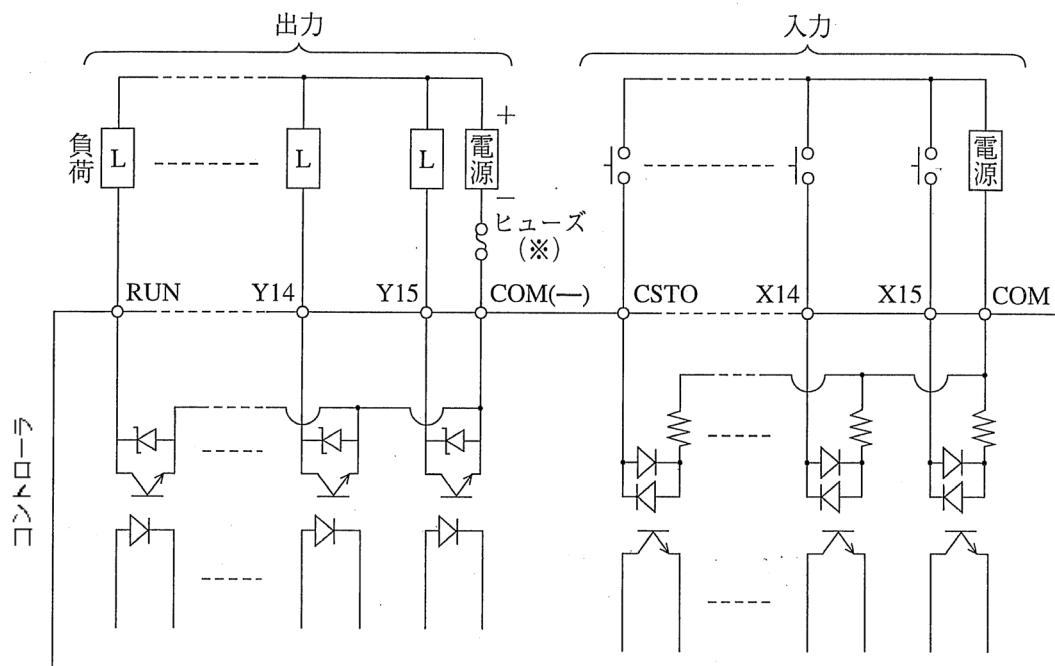 出力
入力
負荷
L
L
L
+
電源
−
ヒューズ
(※)
電源
RUN
Y14
Y15
COM(―)
CSTO
X14
X15
COM
コントローラ